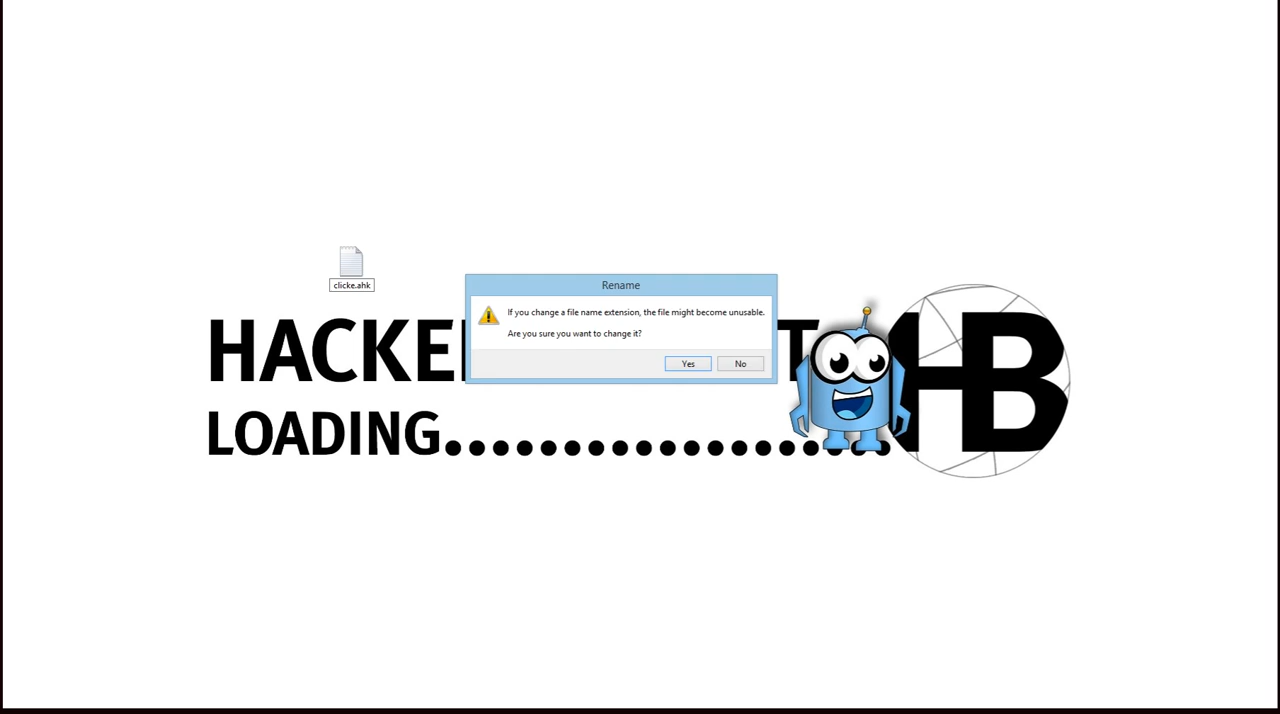 clicke.ahk
Rename
If you change a file name extension, the file might become unusable.
Are you sure you want to change it?
Yes
No
HACKE
T
HB
LOADING..................